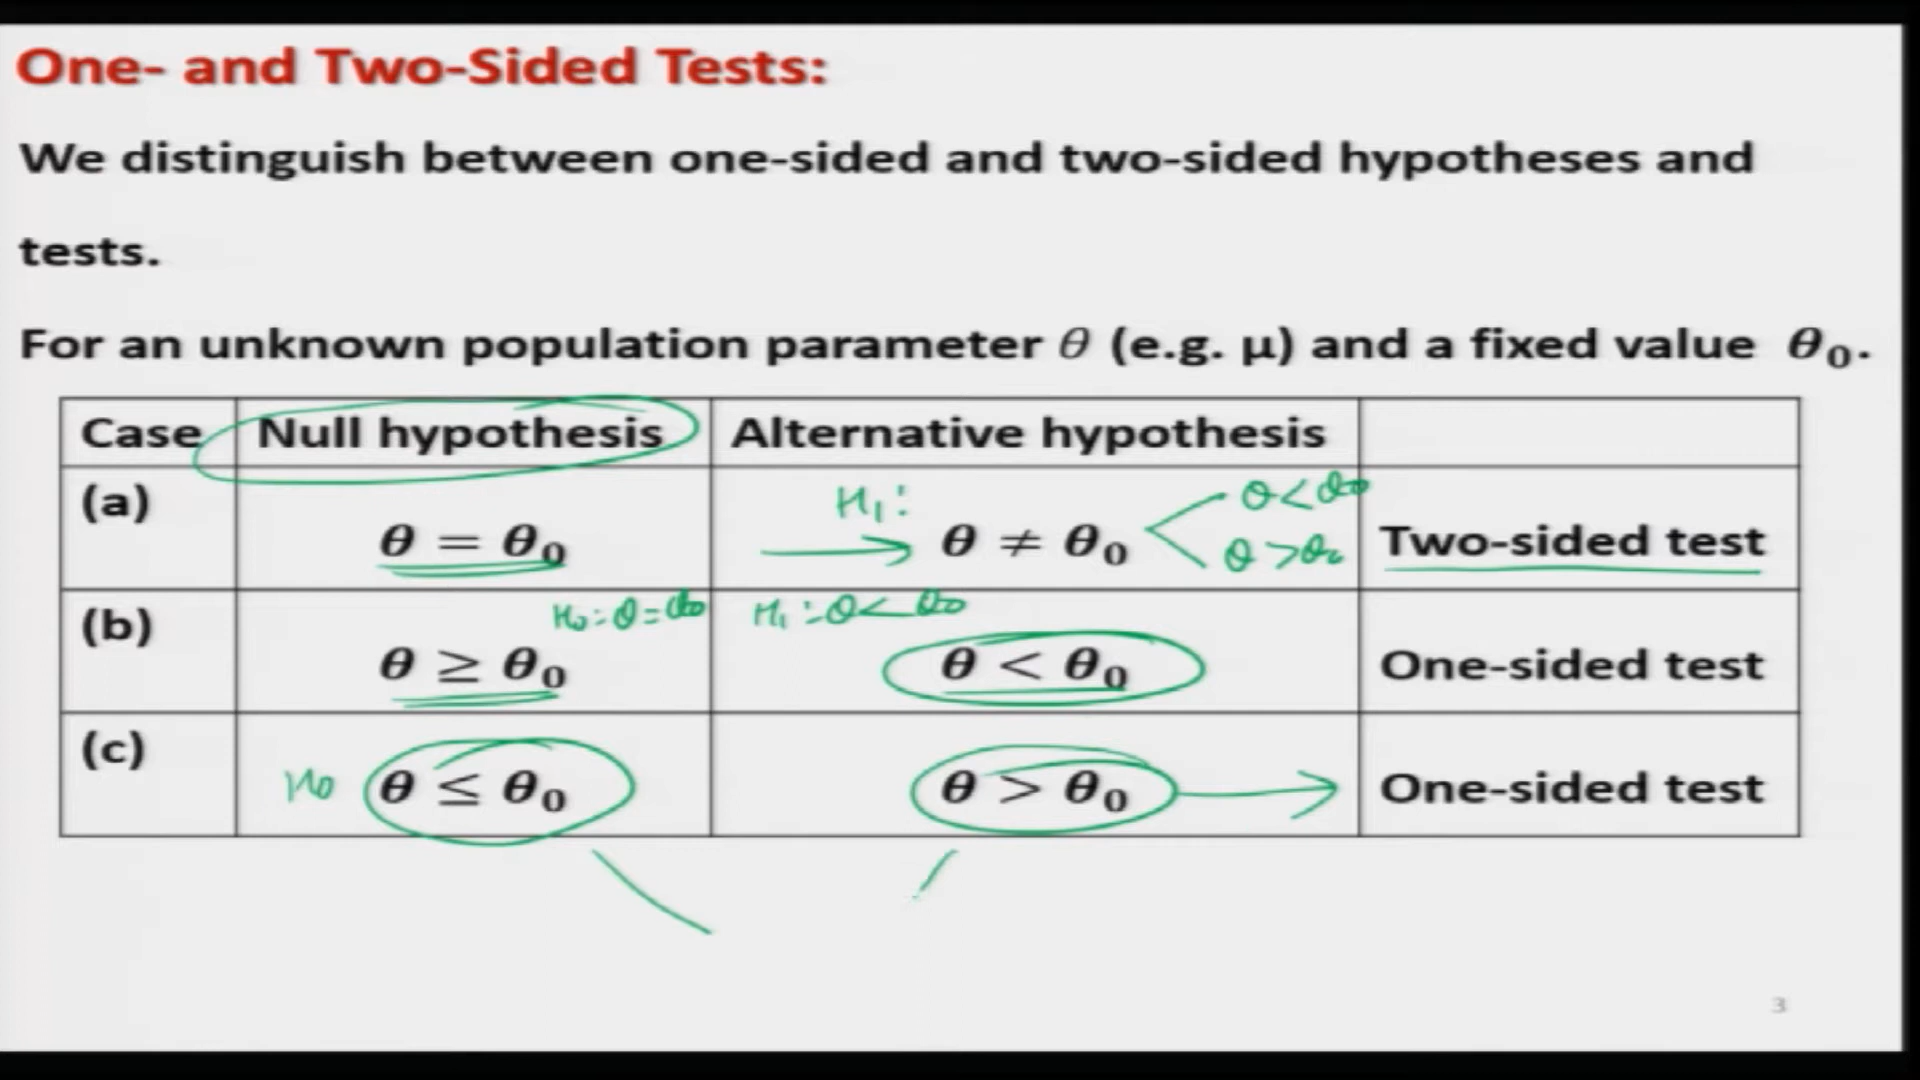 One- and Two-Sided Tests:
We distinguish between one-sided and two-sided hypotheses and
tests.
For an unknown population parameter θ (e.g. μ) and a fixed value θ₀.
Case Null hypothesis Alternative hypothesis
(a) H₁: θ < θ₀
θ = θ₀ θ ≠ θ₀ θ > θ₀ Two-sided test
(b) H₀: θ = θ₀ H₁: θ < θ₀
θ ≥ θ₀ θ < θ₀ One-sided test
(c) H₀ θ ≤ θ₀ θ > θ₀ One-sided test
3